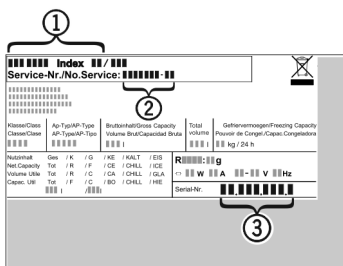 1
Index /
Service-Nr./No.Service: -
2
Klasse/Class Ap-Typ/AP-Type Bruttoinhalt/Gross Capacity Total Gefriervermoegen/Freezing Capacity
Classe/Clase AP-Type/AP-Tipo Volume Brut/Capacidad Bruta volume Pouvoir de Congel./Capac.Congeladora
l l kg / 24 h
Nutzinhalt Ges / K / G / KE / KALT / EIS
Net.Capacity Tot / R / F / CE / CHILL / ICE
Volume Utile Tot / R / C / CA / CHILL / GLA
Capac. Util Tot / F / C / BO / CHILL / HIE
l / l
R : g
W A - V Hz
Serial-Nr.
3